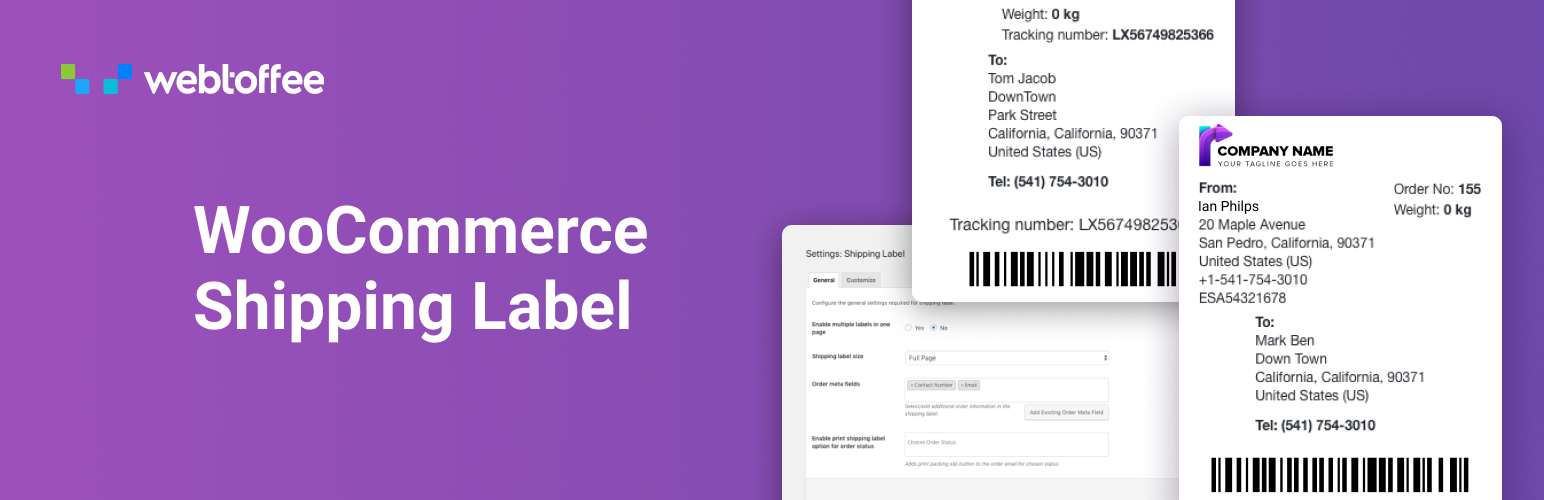 webtoffee
WooCommerce
Shipping Label
Weight: 0 kg
Tracking number: LX56749825366
To:
Tom Jacob
DownTown
Park Street
California, California, 90371
United States (US)
Tel: (541) 754-3010
Tracking number: LX567498253
Settings: Shipping Label
General
Customize
Configure the general settings required for shipping label.
Enable multiple labels in one
page
Yes
No
Shipping label size
Full Page
Order meta fields
× Contact Number
× Email
Select/add additional order information in the
shipping label.
Add Existing Order Meta Field
Enable print shipping label
option for order status
Choose Order Status
Adds print packing slip button to the order email for chosen status
COMPANY NAME
YOUR TAGLINE GOES HERE
From:
Ian Philps
20 Maple Avenue
San Pedro, California, 90371
United States (US)
+1-541-754-3010
ESA54321678
Order No: 155
Weight: 0 kg
To:
Mark Ben
Down Town
California, California, 90371
United States (US)
Tel: (541) 754-3010